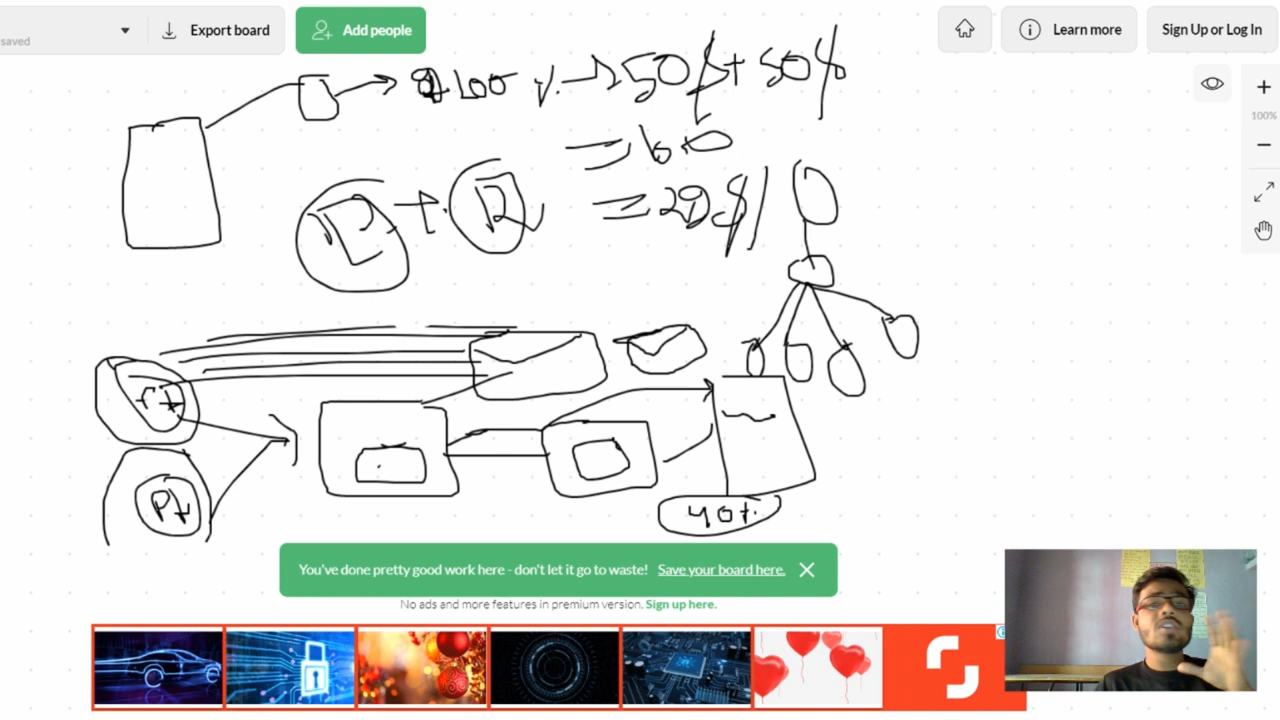 saved
Export board
Add people
Learn more
Sign Up or Log In
100 % → 50% + 50%
= 60
P + R
100%
Pt
40%
You've done pretty good work here - don't let it go to waste! Save your board here.
No ads and more features in premium version. Sign up here.